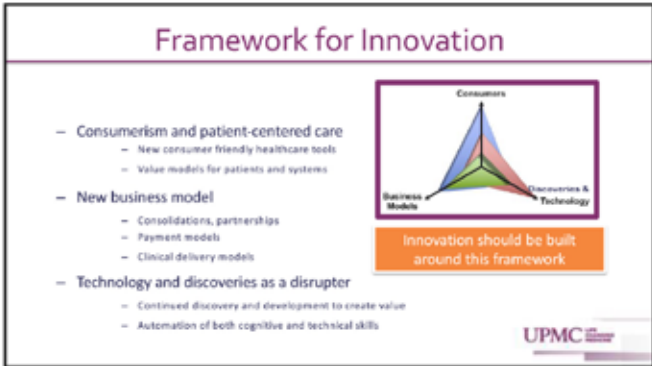 Framework for Innovation
– Consumerism and patient-centered care
– New consumer friendly healthcare tools
– Value models for patients and systems
– New business model
– Consolidations, partnerships
– Payment models
– Clinical delivery models
– Technology and discoveries as a disrupter
– Continued discovery and development to create value
– Automation of both cognitive and technical skills
Consumers
Business
Models
Discoveries &
Technology
Innovation should be built
around this framework
UPMC LIFE
CHANGING
MEDICINE